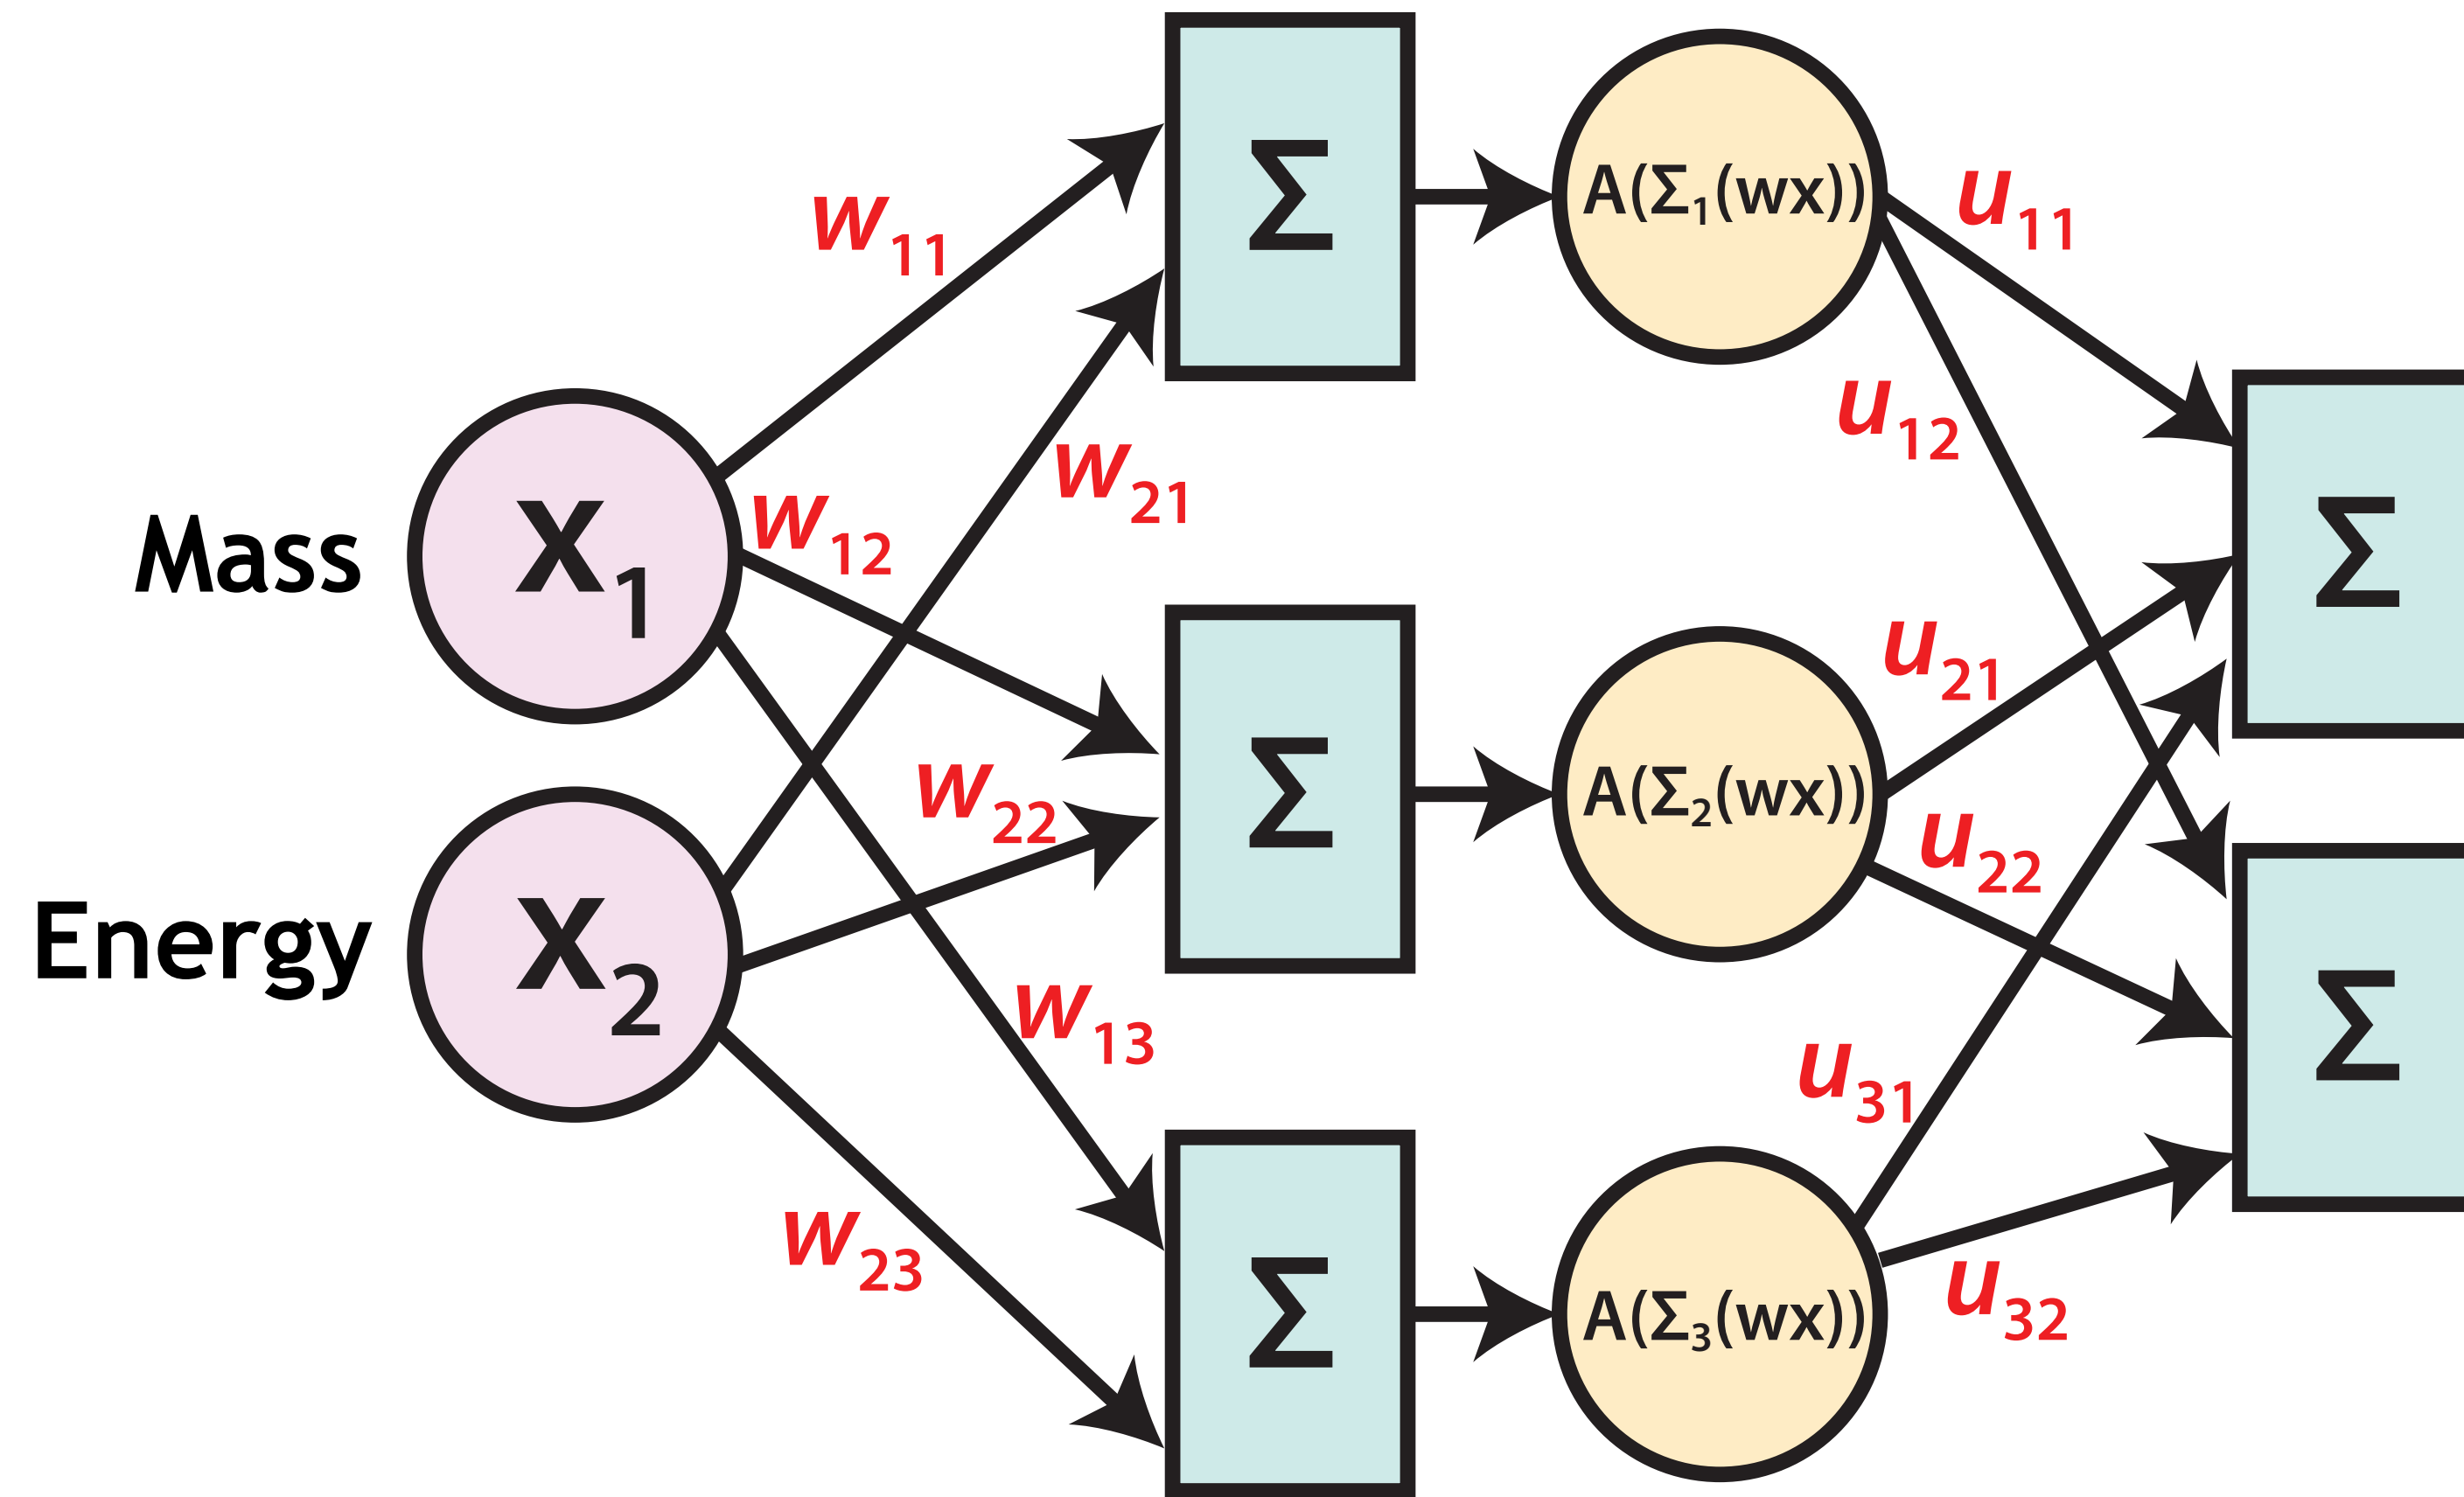 Mass
X1
Energy
X2
w11
w12
w21
w22
w13
w23
Σ
Σ
Σ
A(Σ1(wx))
A(Σ2(wx))
A(Σ3(wx))
u11
u12
u21
u22
u31
u32
Σ
Σ